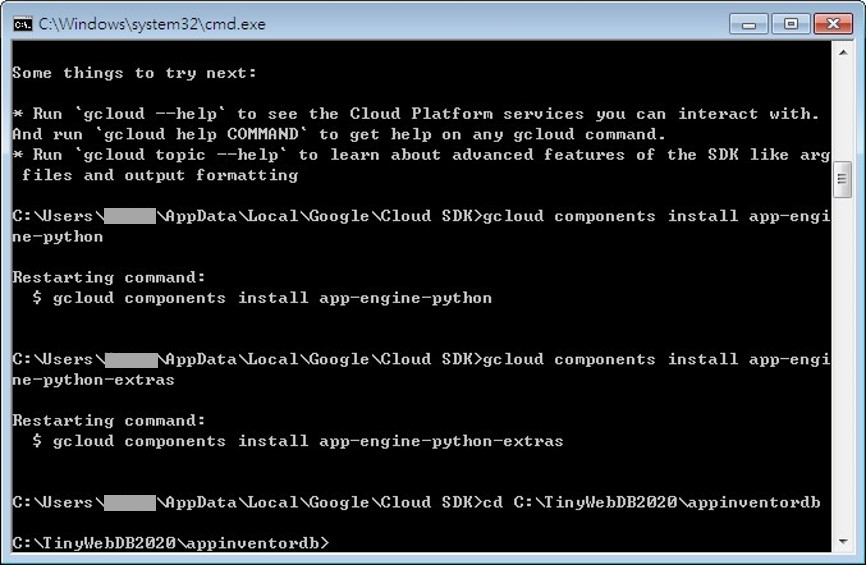 C:\Windows\system32\cmd.exe
Some things to try next:
* Run `gcloud --help` to see the Cloud Platform services you can interact with.
And run `gcloud help COMMAND` to get help on any gcloud command.
* Run `gcloud topic --help` to learn about advanced features of the SDK like arg
 files and output formatting
C:\Users\ \AppData\Local\Google\Cloud SDK>gcloud components install app-engi
ne-python
Restarting command:
  $ gcloud components install app-engine-python
C:\Users\ \AppData\Local\Google\Cloud SDK>gcloud components install app-engi
ne-python-extras
Restarting command:
  $ gcloud components install app-engine-python-extras
C:\Users\ \AppData\Local\Google\Cloud SDK>cd C:\TinyWebDB2020\appinventordb
C:\TinyWebDB2020\appinventordb>